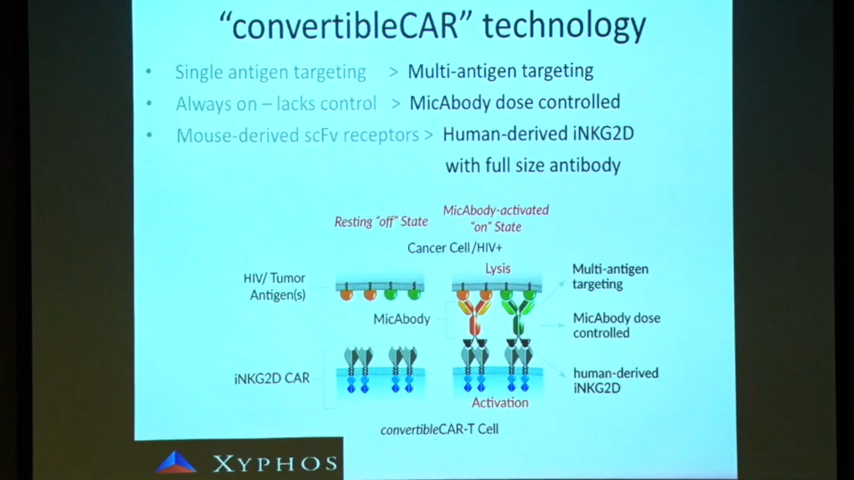 “convertibleCAR” technology
• Single antigen targeting > Multi-antigen targeting
• Always on – lacks control > MicAbody dose controlled
• Mouse-derived scFv receptors > Human-derived iNKG2D
with full size antibody
Resting “off” State
MicAbody-activated
“on” State
Cancer Cell/HIV+
HIV/ Tumor
Antigen(s)
Lysis
Multi-antigen
targeting
MicAbody
MicAbody dose
controlled
iNKG2D CAR
human-derived
iNKG2D
Activation
convertibleCAR-T Cell
XYPHOS